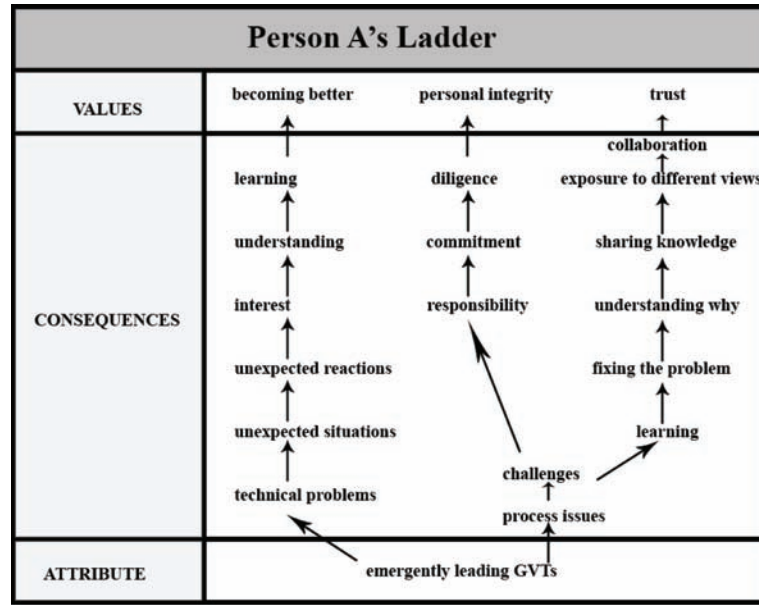 Person A's Ladder
VALUES
becoming better
personal integrity
trust
CONSEQUENCES
collaboration
learning
diligence
exposure to different views
understanding
commitment
sharing knowledge
interest
responsibility
understanding why
unexpected reactions
fixing the problem
unexpected situations
learning
challenges
technical problems
process issues
ATTRIBUTE
emergently leading GVTs